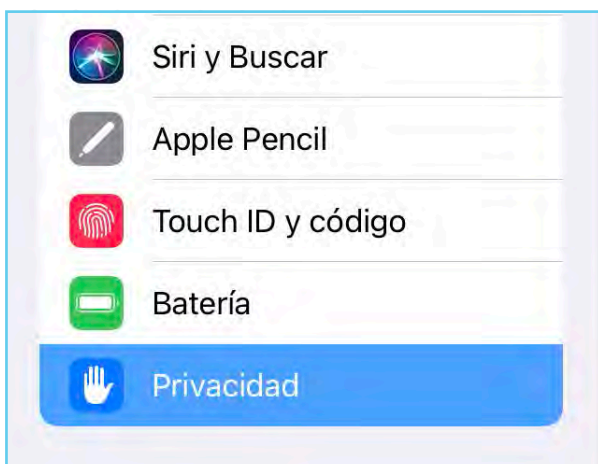 Siri y Buscar
Apple Pencil
Touch ID y código
Batería
Privacidad